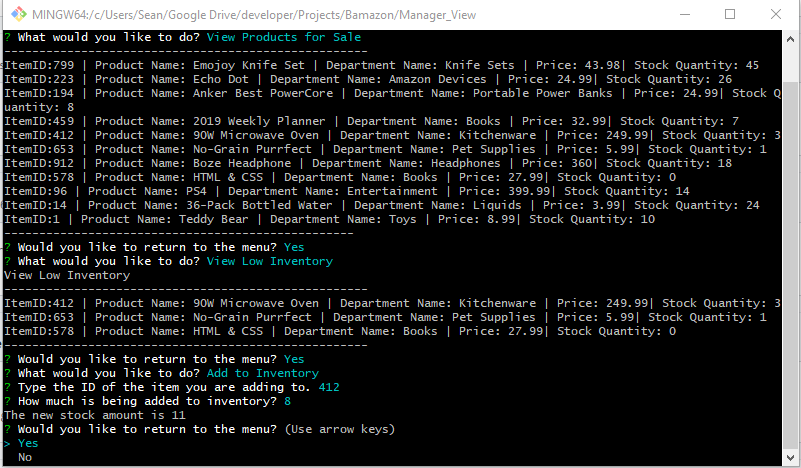 MINGW64:/c/Users/Sean/Google Drive/developer/Projects/Bamazon/Manager_View
? What would you like to do? View Products for Sale
----------------------------------------------------
ItemID:799 | Product Name: Emojoy Knife Set | Department Name: Knife Sets | Price: 43.98| Stock Quantity: 45
ItemID:223 | Product Name: Echo Dot | Department Name: Amazon Devices | Price: 24.99| Stock Quantity: 26
ItemID:194 | Product Name: Anker Best PowerCore | Department Name: Portable Power Banks | Price: 24.99| Stock Q
uantity: 8
ItemID:459 | Product Name: 2019 Weekly Planner | Department Name: Books | Price: 32.99| Stock Quantity: 7
ItemID:412 | Product Name: 90W Microwave Oven | Department Name: Kitchenware | Price: 249.99| Stock Quantity: 3
ItemID:653 | Product Name: No-Grain Purrfect | Department Name: Pet Supplies | Price: 5.99| Stock Quantity: 1
ItemID:912 | Product Name: Boze Headphone | Department Name: Headphones | Price: 360| Stock Quantity: 18
ItemID:578 | Product Name: HTML & CSS | Department Name: Books | Price: 27.99| Stock Quantity: 0
ItemID:96 | Product Name: PS4 | Department Name: Entertainment | Price: 399.99| Stock Quantity: 14
ItemID:14 | Product Name: 36-Pack Bottled Water | Department Name: Liquids | Price: 3.99| Stock Quantity: 24
ItemID:1 | Product Name: Teddy Bear | Department Name: Toys | Price: 8.99| Stock Quantity: 10
--------------------------------------------------
? Would you like to return to the menu? Yes
? What would you like to do? View Low Inventory
View Low Inventory
----------------------------------------------------
ItemID:412 | Product Name: 90W Microwave Oven | Department Name: Kitchenware | Price: 249.99| Stock Quantity: 3
ItemID:653 | Product Name: No-Grain Purrfect | Department Name: Pet Supplies | Price: 5.99| Stock Quantity: 1
ItemID:578 | Product Name: HTML & CSS | Department Name: Books | Price: 27.99| Stock Quantity: 0
----------------------------------------------------
? Would you like to return to the menu? Yes
? What would you like to do? Add to Inventory
? Type the ID of the item you are adding to. 412
? How much is being added to inventory? 8
The new stock amount is 11
? Would you like to return to the menu? (Use arrow keys)
> Yes
  No